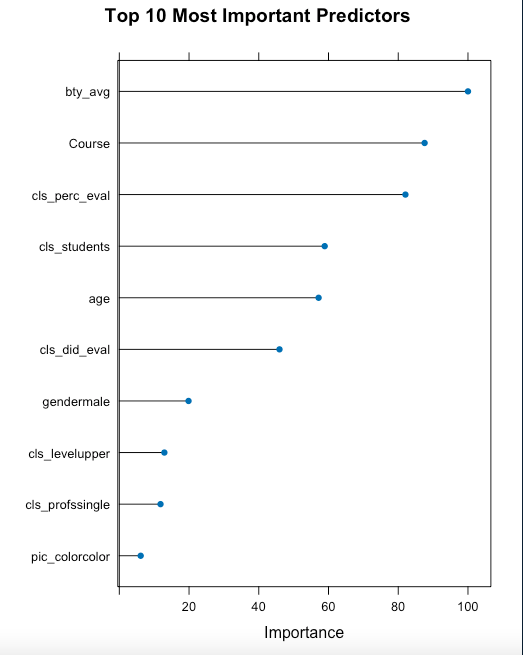 Top 10 Most Important Predictors
bty_avg
Course
cls_perc_eval
cls_students
age
cls_did_eval
gendermale
cls_levelupper
cls_profssingle
pic_colorcolor
20 40 60 80 100
Importance